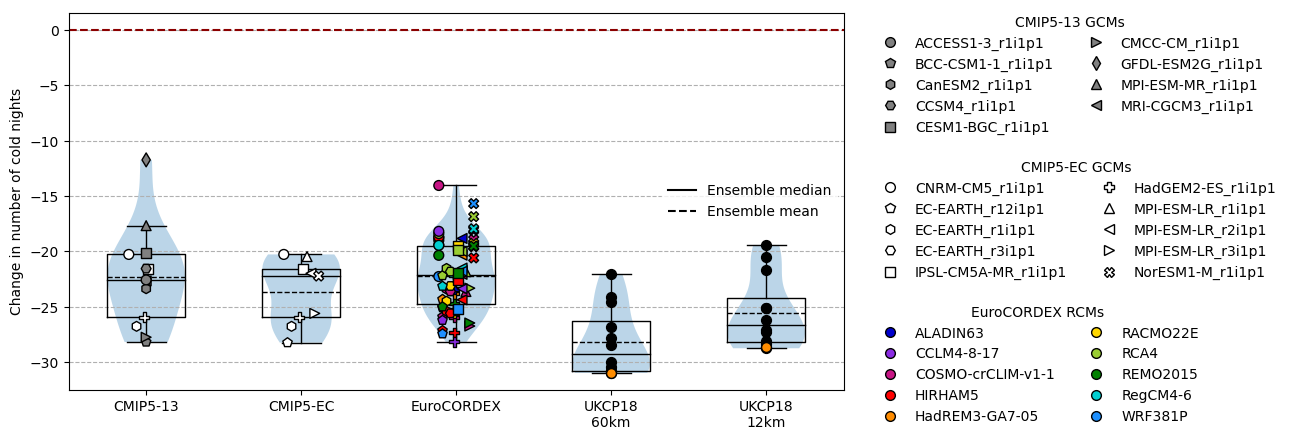 Change in number of cold nights
0
−5
−10
−15
−20
−25
−30
Ensemble median
Ensemble mean
CMIP5-13
CMIP5-EC
EuroCORDEX
UKCP18
60km
UKCP18
12km
CMIP5-13 GCMs
ACCESS1-3_r1i1p1
BCC-CSM1-1_r1i1p1
CanESM2_r1i1p1
CCSM4_r1i1p1
CESM1-BGC_r1i1p1
CMCC-CM_r1i1p1
GFDL-ESM2G_r1i1p1
MPI-ESM-MR_r1i1p1
MRI-CGCM3_r1i1p1
CMIP5-EC GCMs
CNRM-CM5_r1i1p1
EC-EARTH_r12i1p1
EC-EARTH_r1i1p1
EC-EARTH_r3i1p1
IPSL-CM5A-MR_r1i1p1
HadGEM2-ES_r1i1p1
MPI-ESM-LR_r1i1p1
MPI-ESM-LR_r2i1p1
MPI-ESM-LR_r3i1p1
NorESM1-M_r1i1p1
EuroCORDEX RCMs
ALADIN63
CCLM4-8-17
COSMO-crCLIM-v1-1
HIRHAM5
HadREM3-GA7-05
RACMO22E
RCA4
REMO2015
RegCM4-6
WRF381P